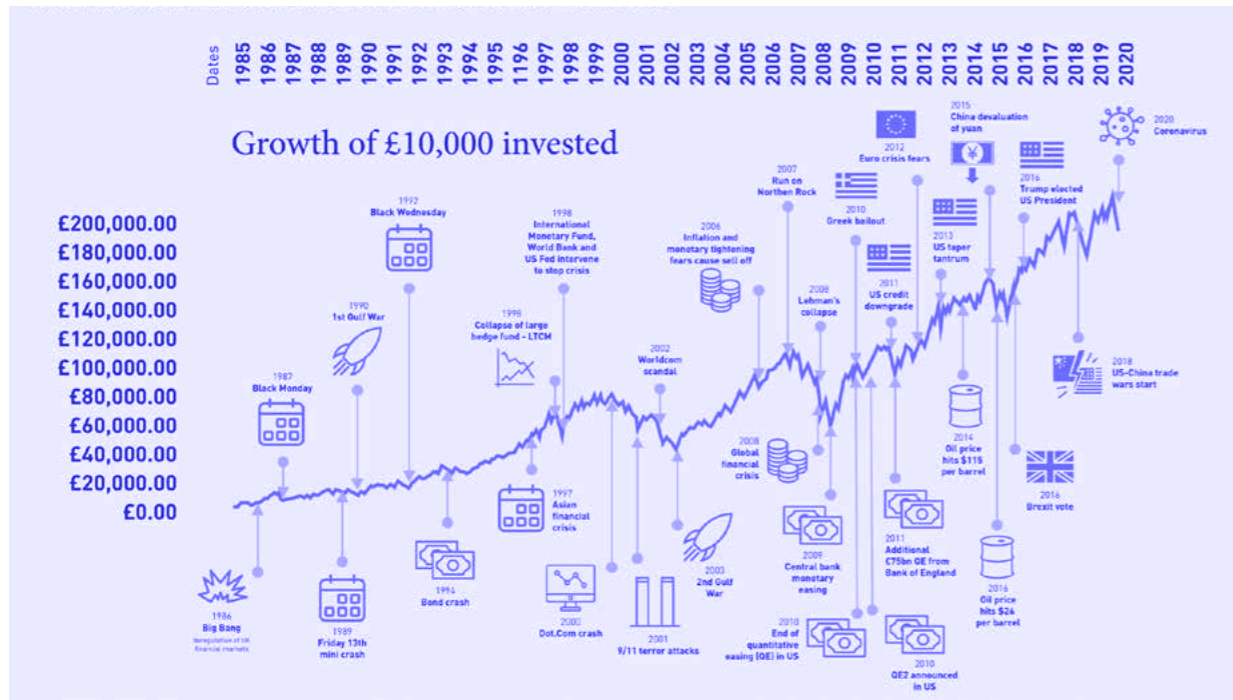 Dates
1985
1986
1987
1988
1989
1990
1991
1992
1993
1994
1995
1196
1997
1998
1999
2000
2001
2002
2003
2004
2005
2006
2007
2008
2009
2010
2011
2012
2013
2014
2015
2016
2017
2018
2019
2020
Growth of £10,000 invested
£200,000.00
£180,000.00
£160,000.00
£140,000.00
£120,000.00
£100,000.00
£80,000.00
£60,000.00
£40,000.00
£20,000.00
£0.00
1986
Big Bang
deregulation of UK
financial markets
1987
Black Monday
1989
Friday 13th
mini crash
1990
1st Gulf War
1992
Black Wednesday
1994
Bond crash
1997
Asian
financial
crisis
1998
Collapse of large
hedge fund - LTCM
1998
International
Monetary Fund,
World Bank and
US Fed intervene
to stop crisis
2000
Dot.Com crash
2001
9/11 terror attacks
2002
Worldcom
scandal
2003
2nd Gulf
War
2006
Inflation and
monetary tightening
fears cause sell off
2007
Run on
Northen Rock
2008
Global
financial
crisis
2008
Lehman's
collapse
2009
Central bank
monetary
easing
2010
End of
quantitative
easing (QE) in US
2010
Greek bailout
2010
QE2 announced
in US
2011
US credit
downgrade
2011
Additional
£75bn QE from
Bank of England
2012
Euro crisis fears
2013
US taper
tantrum
2014
Oil price
hits $115
per barrel
2015
China devaluation
of yuan
¥
2016
Oil price
hits $26
per barrel
2016
Brexit vote
2016
Trump elected
US President
2018
US-China trade
wars start
2020
Coronavirus